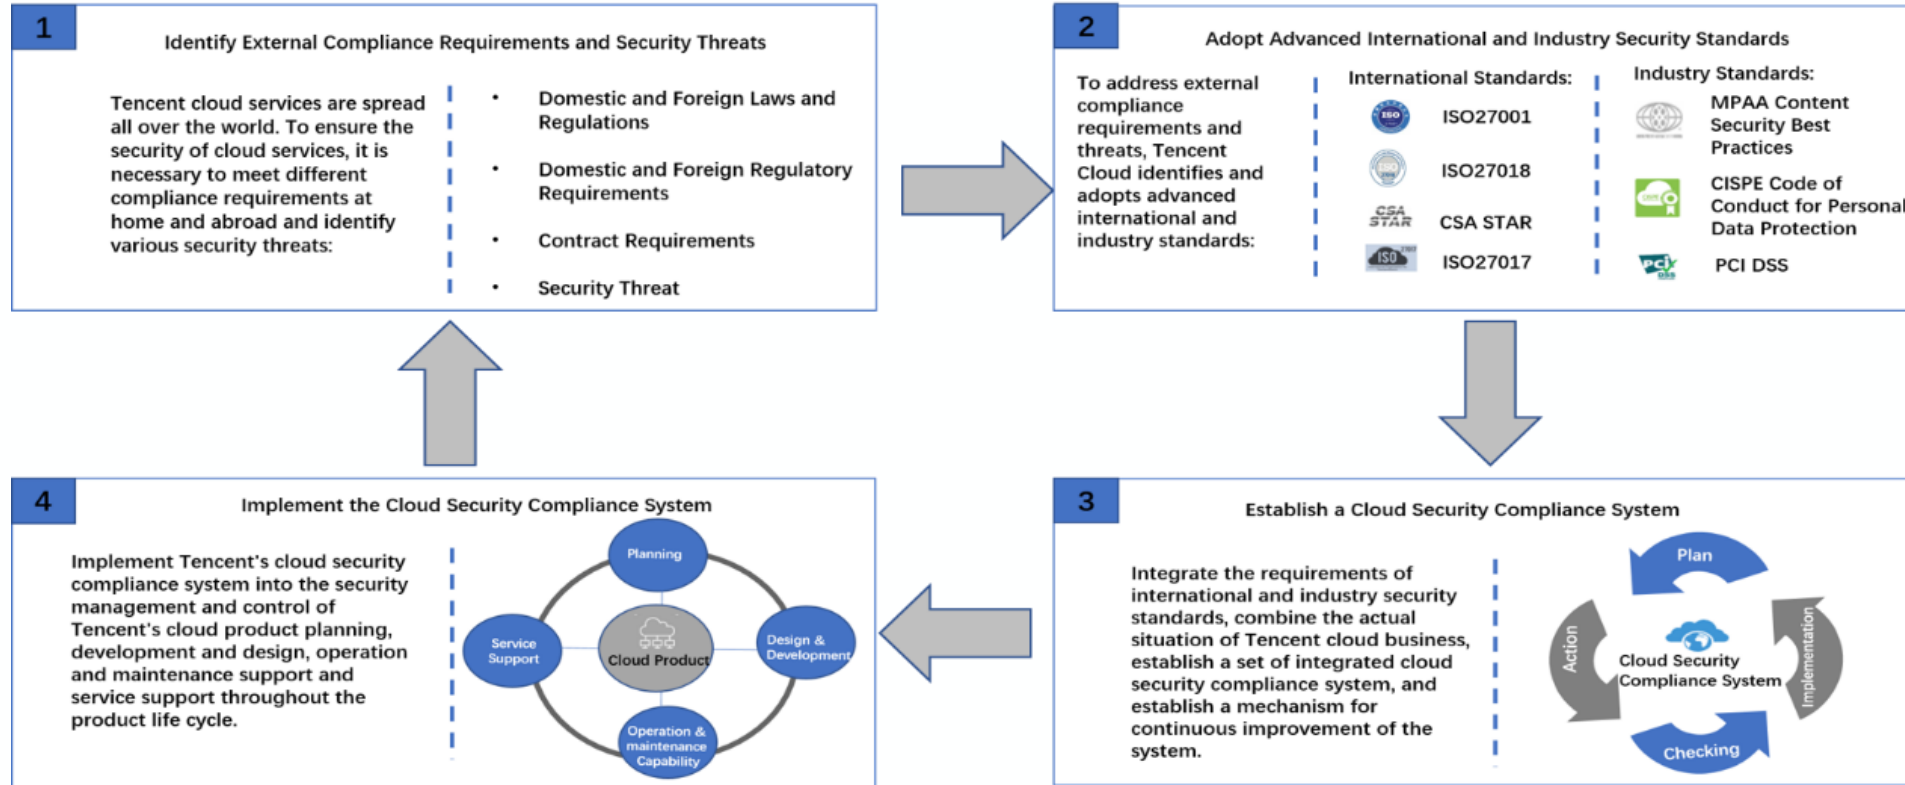 1
Identify External Compliance Requirements and Security Threats
Tencent cloud services are spread
all over the world. To ensure the
security of cloud services, it is
necessary to meet different
compliance requirements at
home and abroad and identify
various security threats:
• Domestic and Foreign Laws and
Regulations
• Domestic and Foreign Regulatory
Requirements
• Contract Requirements
• Security Threat
2
Adopt Advanced International and Industry Security Standards
To address external
compliance
requirements and
threats, Tencent
Cloud identifies and
adopts advanced
international and
industry standards:
International Standards:
ISO
ISO27001
ISO27018
CSA
STAR
CSA STAR
ISO
ISO27017
Industry Standards:
MPAA Content
Security Best
Practices
CISPE
CISPE Code of
Conduct for Personal
Data Protection
PCI
DSS
PCI DSS
3
Establish a Cloud Security Compliance System
Integrate the requirements of
international and industry security
standards, combine the actual
situation of Tencent cloud business,
establish a set of integrated cloud
security compliance system, and
establish a mechanism for
continuous improvement of the
system.
Plan
Action
Cloud Security
Compliance System
Implementation
Checking
4
Implement the Cloud Security Compliance System
Implement Tencent's cloud security
compliance system into the security
management and control of
Tencent's cloud product planning,
development and design, operation
and maintenance support and
service support throughout the
product life cycle.
Planning
Service
Support
Cloud Product
Design &
Development
Operation &
maintenance
Capability